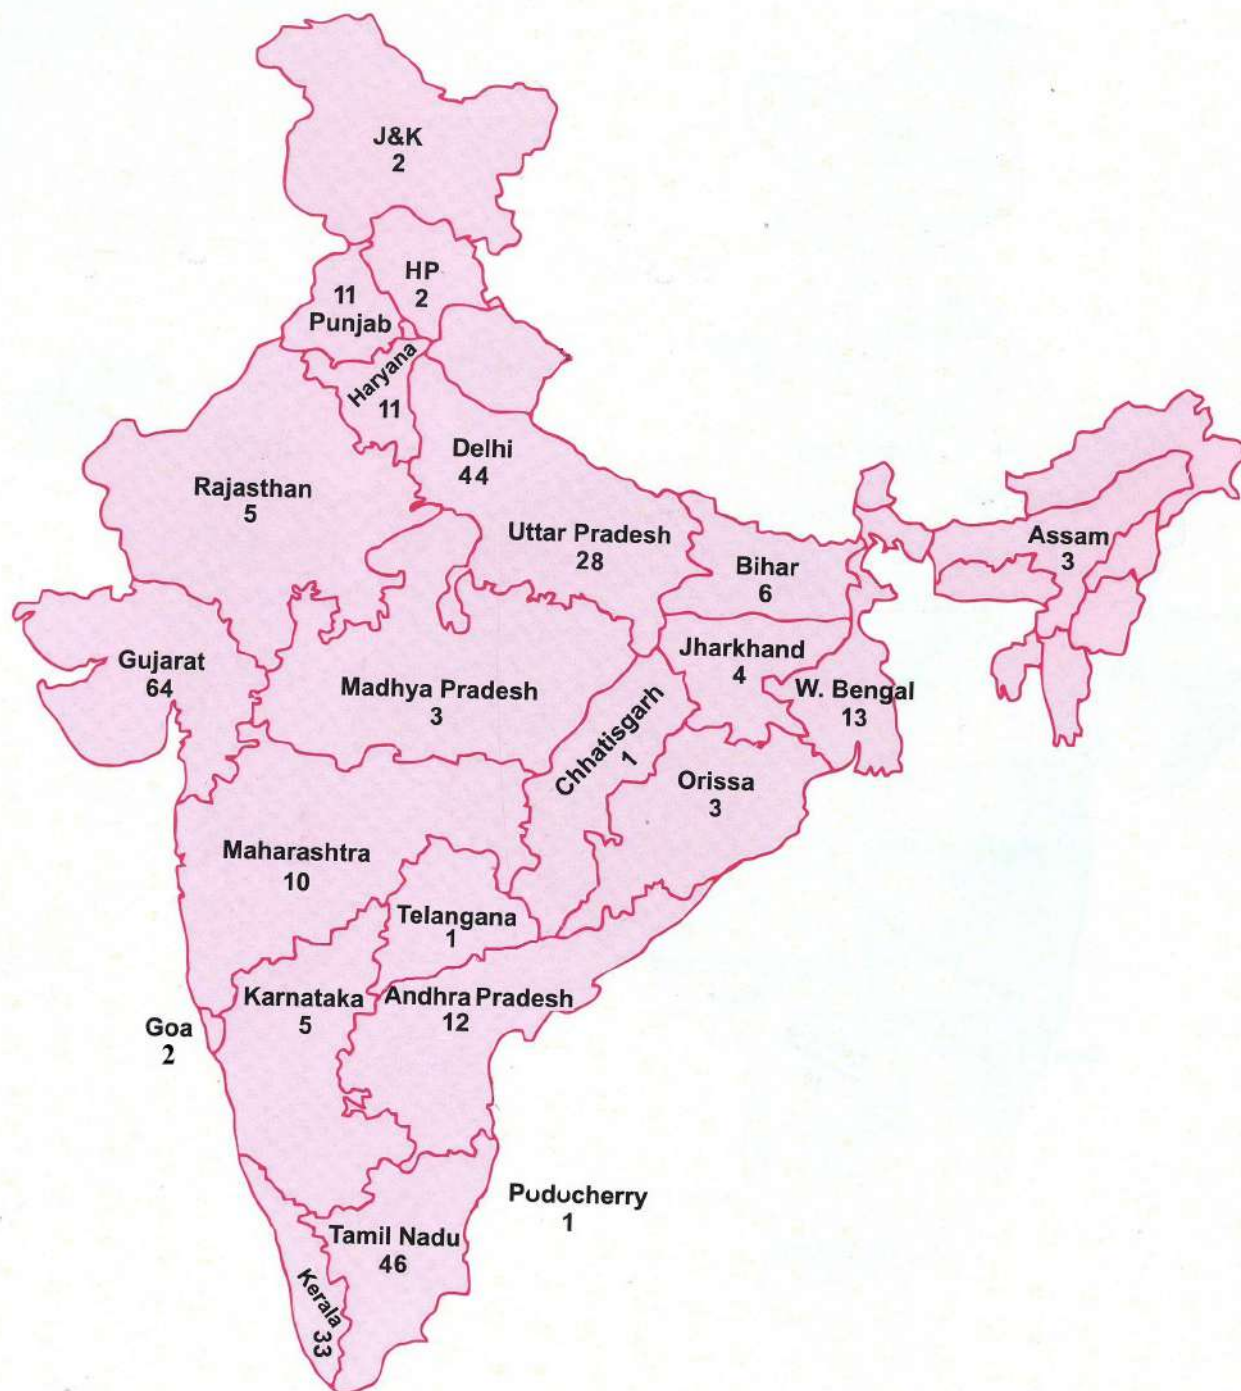 J&K
2
HP
2
11
Punjab
Haryana
11
Delhi
44
Rajasthan
5
Uttar Pradesh
28
Assam
3
Bihar
6
Gujarat
64
Jharkhand
4
Madhya Pradesh
3
W. Bengal
13
Chhatisgarh
1
Orissa
3
Maharashtra
10
Telangana
1
Karnataka
5
Andhra Pradesh
12
Goa
2
Puducherry
1
Tamil Nadu
46
Kerala
33